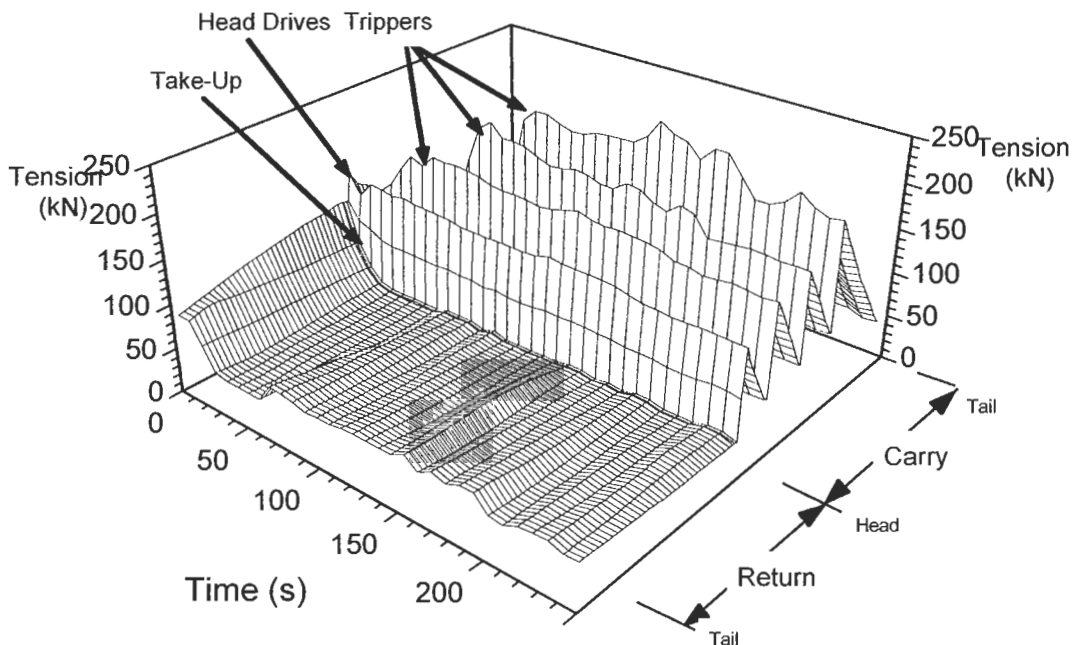 Head Drives Trippers
Take-Up
Tension
(kN)
250
200
150
100
50
0
Tension
(kN)
250
200
150
100
50
0
0
50
100
150
200
Time (s)
Tail
Carry
Head
Return
Tail